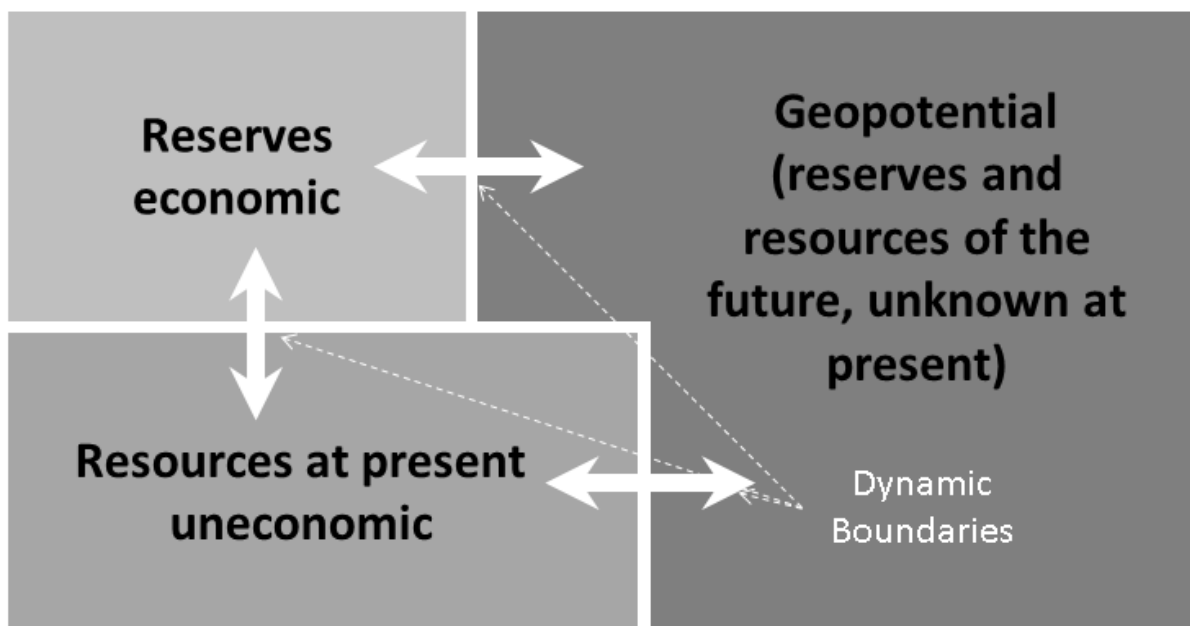 Reserves
economic
Geopotential
(reserves and
resources of the
future, unknown at
present)
Resources at present
uneconomic
Dynamic
Boundaries